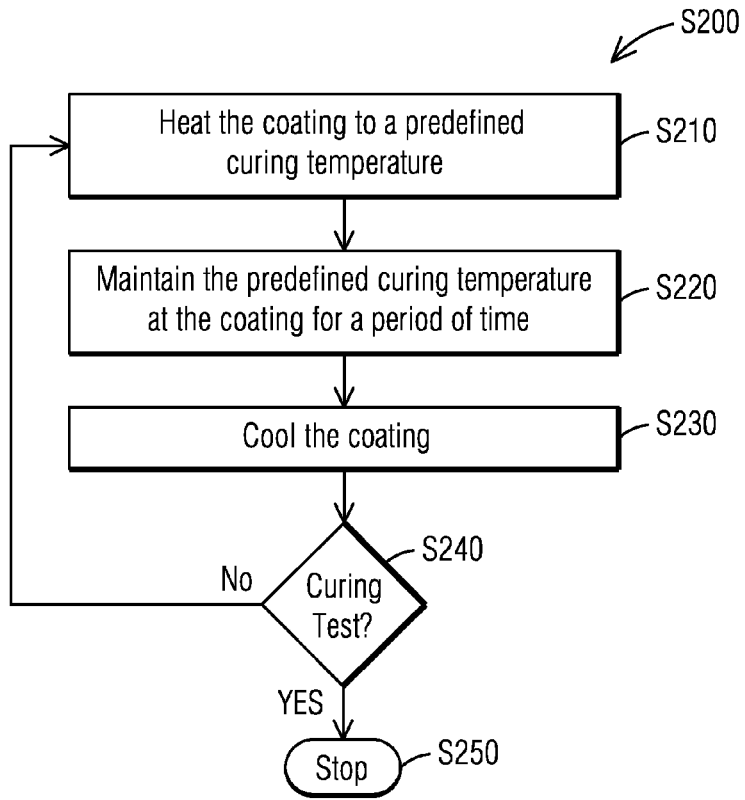 S200
Heat the coating to a predefined
curing temperature
S210
Maintain the predefined curing temperature
at the coating for a period of time
S220
Cool the coating
S230
S240
No
Curing
Test?
YES
Stop
S250